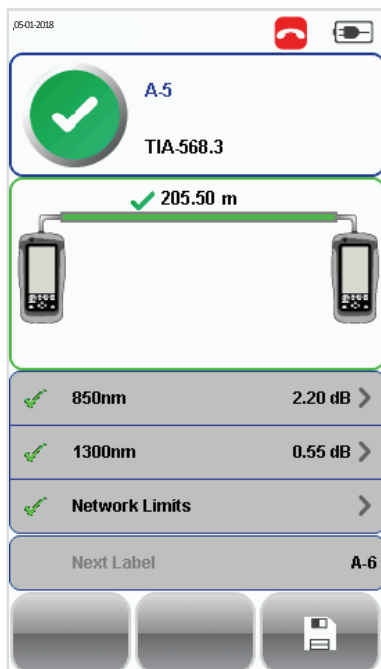 ,05-01-2018
A-5
TIA-568.3
205.50 m
850nm 2.20 dB
1300nm 0.55 dB
Network Limits
Next Label A-6